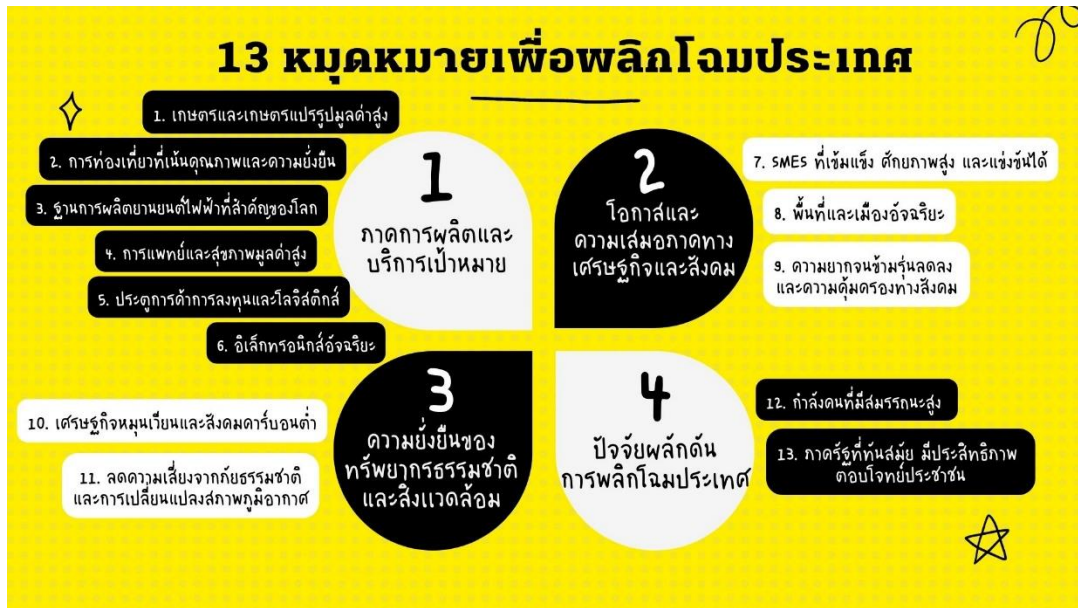 13 หมุดหมายเพื่อพลิกโฉมประเทศ
1
ภาคการผลิตและ
บริการเป้าหมาย
1. เกษตรและเกษตรแปรรูปมูลค่าสูง
2. การท่องเที่ยวที่เน้นคุณภาพและความยั่งยืน
3. ฐานการผลิตยานยนต์ไฟฟ้าที่สำคัญของโลก
4. การแพทย์และสุขภาพมูลค่าสูง
5. ประตูการค้าการลงทุนและโลจิสติกส์
6. อิเล็กทรอนิกส์อัจฉริยะ
2
โอกาสและ
ความเสมอภาคทาง
เศรษฐกิจและสังคม
7. SMES ที่เข้มแข็ง ศักยภาพสูง และแข่งขันได้
8. พื้นที่และเมืองอัจฉริยะ
9. ความยากจนข้ามรุ่นลดลง
และความคุ้มครองทางสังคม
3
ความยั่งยืนของ
ทรัพยากรธรรมชาติ
และสิ่งแวดล้อม
10. เศรษฐกิจหมุนเวียนและสังคมคาร์บอนต่ำ
11. ลดความเสี่ยงจากภัยธรรมชาติ
และการเปลี่ยนแปลงสภาพภูมิอากาศ
4
ปัจจัยผลักดัน
การพลิกโฉมประเทศ
12. กำลังคนที่มีสมรรถนะสูง
13. ภาครัฐที่ทันสมัย มีประสิทธิภาพ
ตอบโจทย์ประชาชน